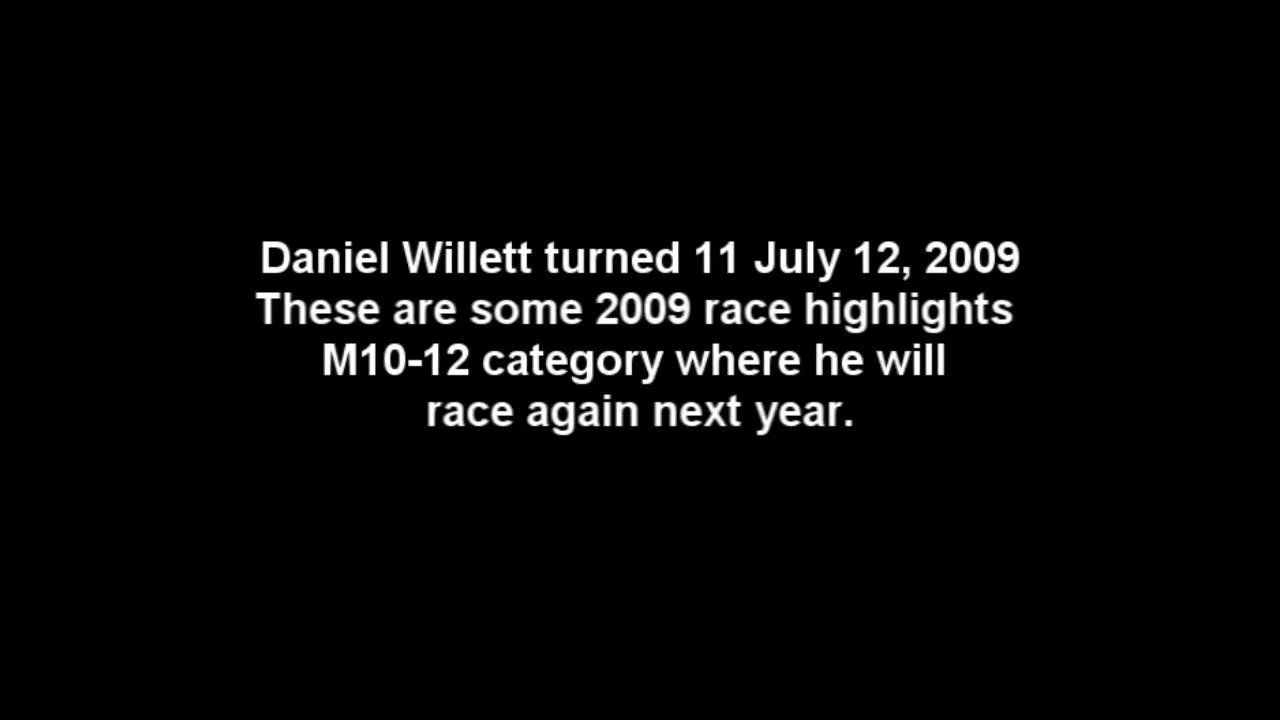 Daniel Willett turned 11 July 12, 2009
These are some 2009 race highlights
M10-12 category where he will
race again next year.